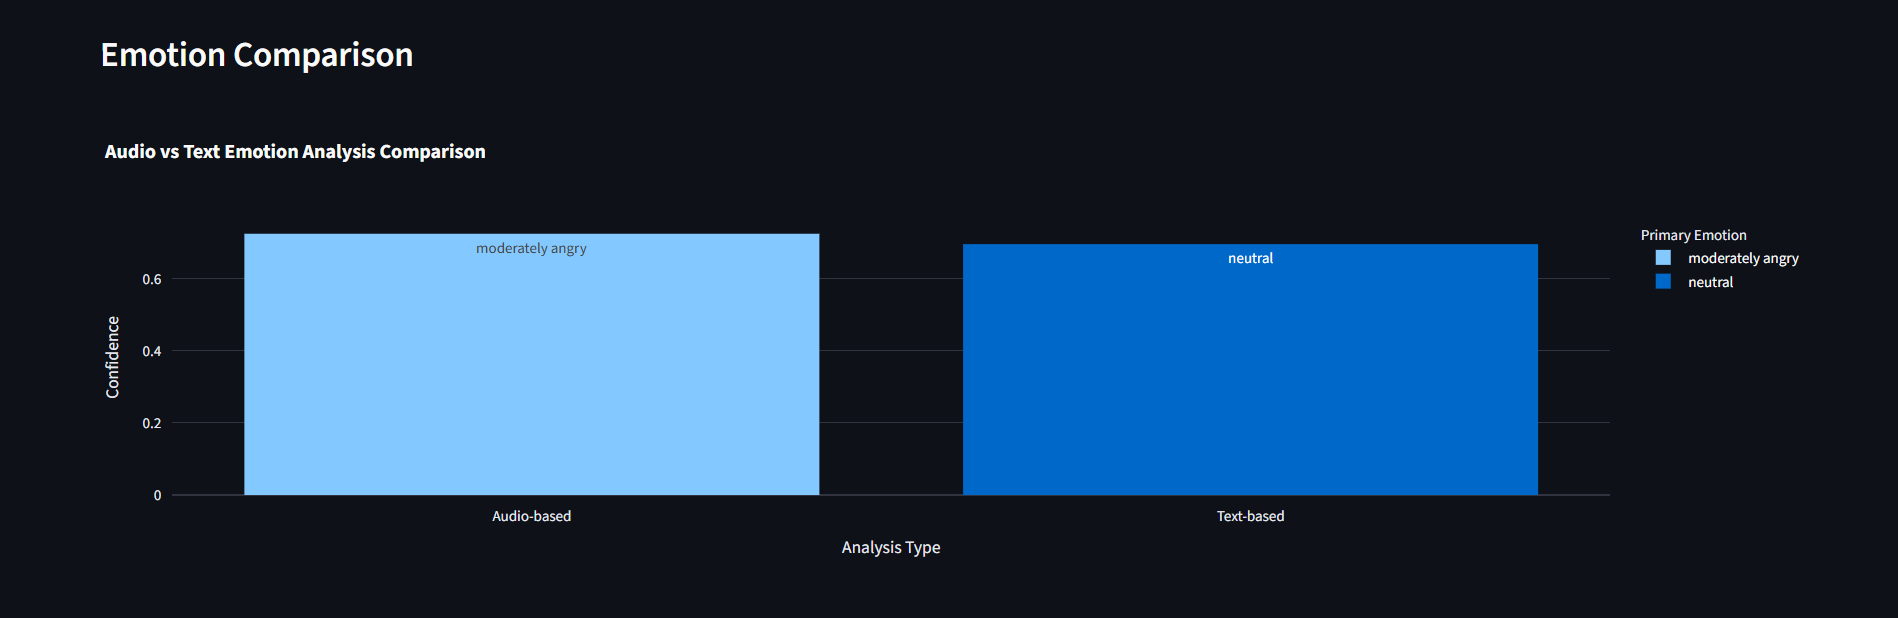 Emotion Comparison
Audio vs Text Emotion Analysis Comparison
Primary Emotion
moderately angry
neutral
moderately angry
neutral
0.6
0.4
0.2
0
Confidence
Audio-based
Text-based
Analysis Type